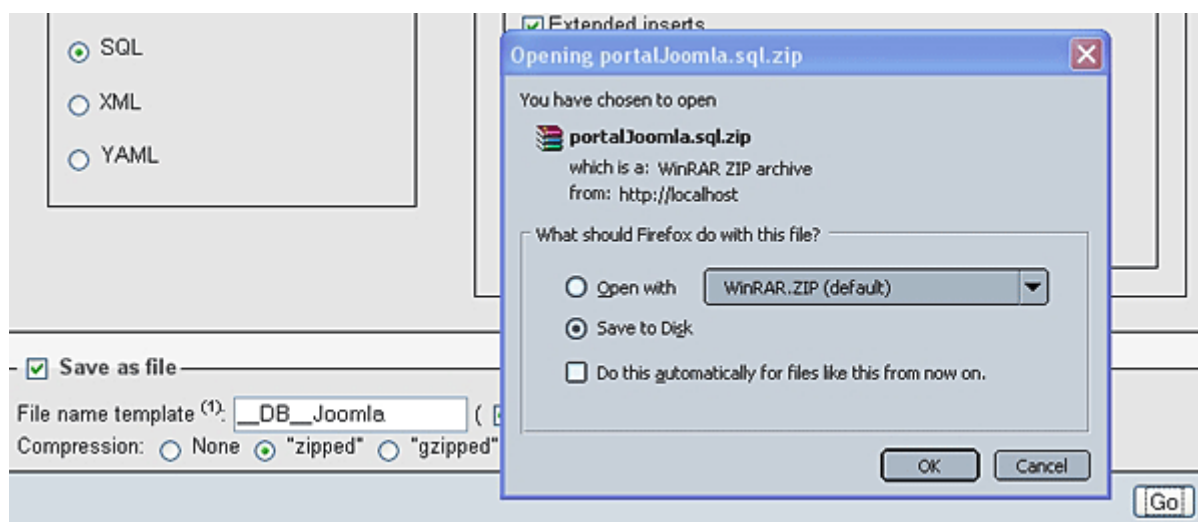 SQL
XML
YAML
Extended inserts
Opening portalJoomla.sql.zip
You have chosen to open
portalJoomla.sql.zip
which is a: WinRAR ZIP archive
from: http://localhost
What should Firefox do with this file?
Open with WinRAR.ZIP (default)
Save to Disk
Do this automatically for files like this from now on.
OK Cancel
Save as file
File name template (1): __DB__Joomla (
Compression: None "zipped" "gzipped"
Go